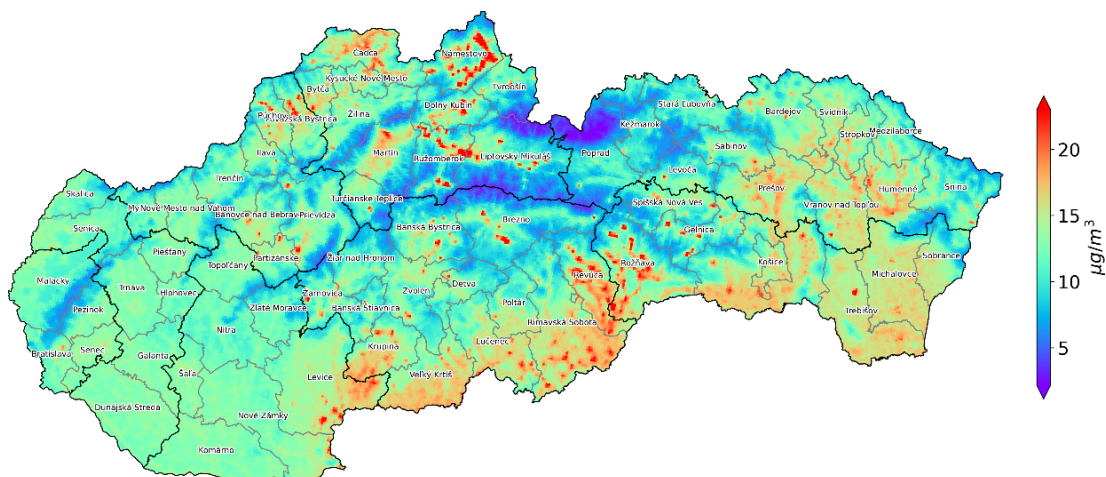 Čadca
Námestovo
Kysucké Nové Mesto
Tvrdošín
Bytča
Dolný Kubín
Stará Ľubovňa
Púchov
Považská Bystrica
Žilina
Kežmarok
Bardejov
Svidník
Stropkov
Medzilaborce
Ilava
Martin
Ružomberok
Liptovský Mikuláš
Poprad
Sabinov
Levoča
Trenčín
Prešov
Humenné
Snina
Skalica
Turčianske Teplice
Spišská Nová Ves
Vranov nad Topľou
Myjava
Nové Mesto nad Váhom
Bánovce nad Bebravou
Prievidza
Brezno
Banská Bystrica
Gelnica
Senica
Piešťany
Topoľčany
Partizánske
Žiar nad Hronom
Rožňava
Košice
Sobrance
Malacky
Trnava
Hlohovec
Zvolen
Detva
Revúca
Michalovce
Pezinok
Zlaté Moravce
Žarnovica
Banská Štiavnica
Poltár
Trebišov
Nitra
Rimavská Sobota
Bratislava
Senec
Galanta
Krupina
Lučenec
Šaľa
Levice
Veľký Krtíš
Dunajská Streda
Nové Zámky
Komárno
20
15
10
5
µg/m³